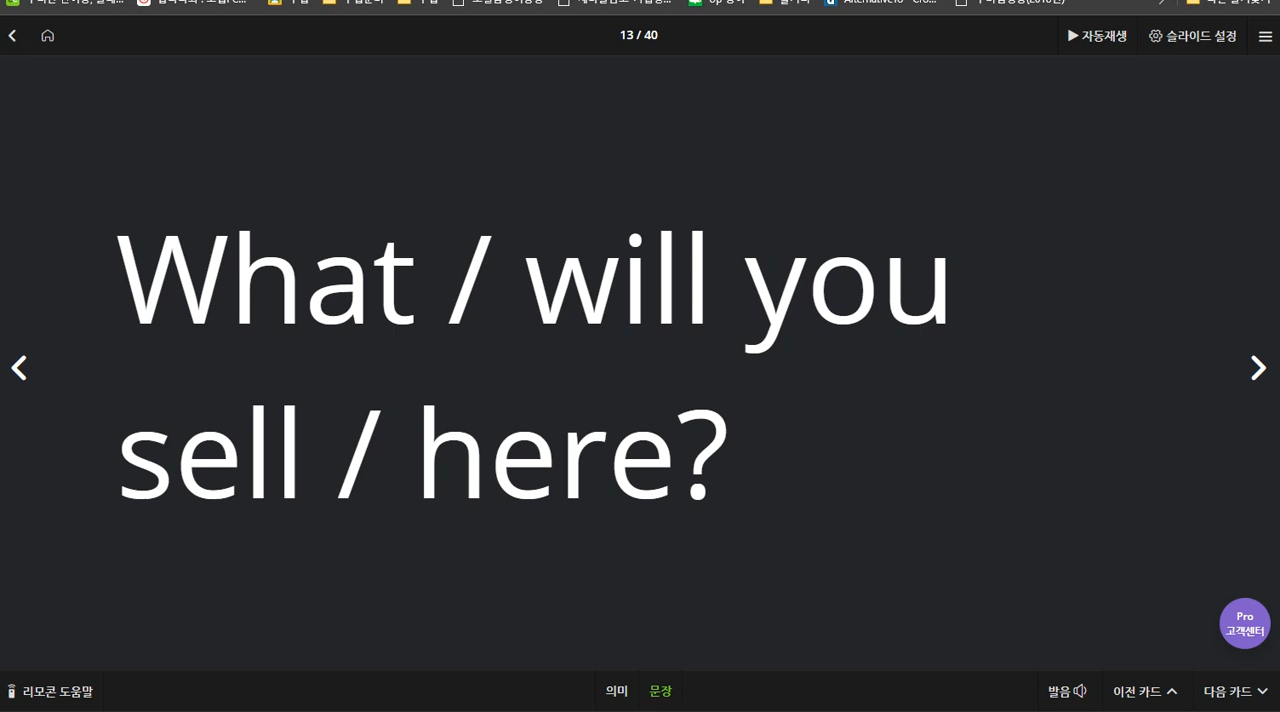 13 / 40
▶ 자동재생
슬라이드 설정
What / will you
sell / here?
Pro
고객센터
리모콘 도움말
의미
문장
발음
이전 카드
다음 카드